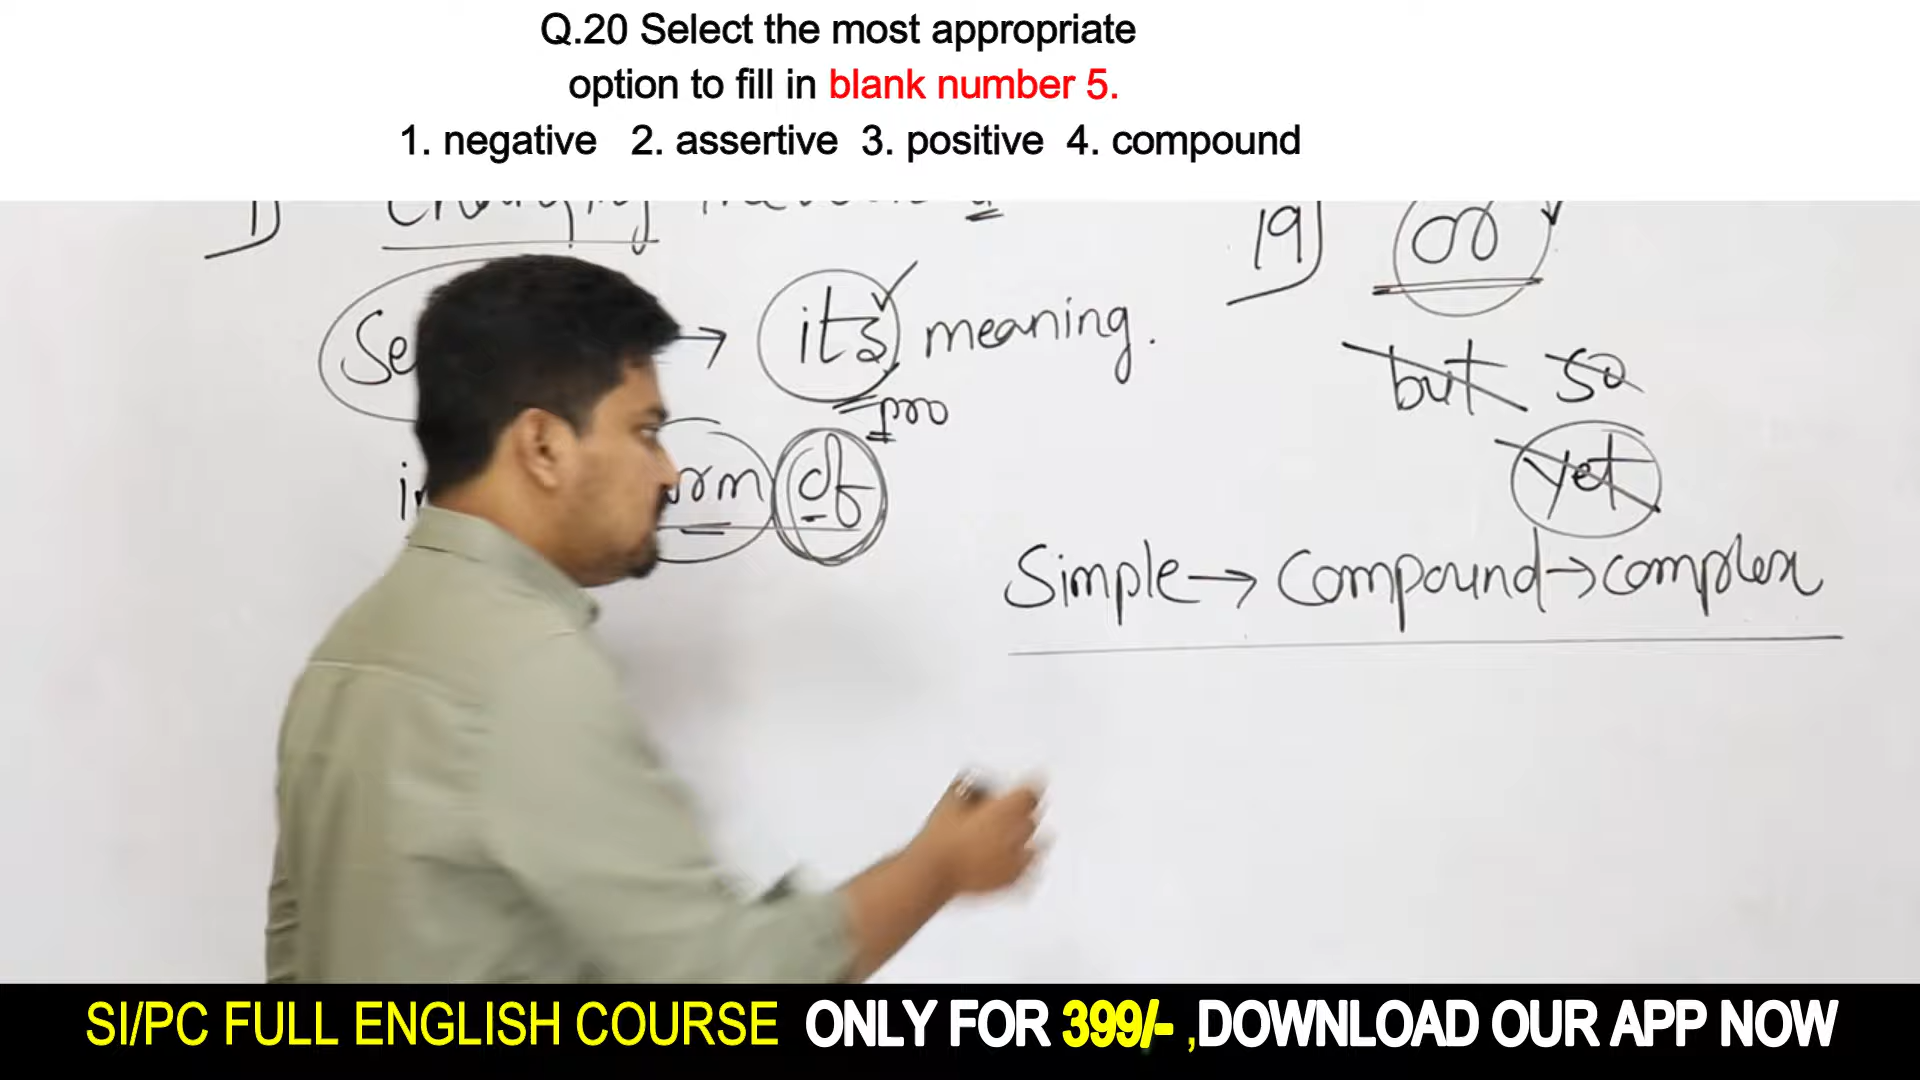 Q.20 Select the most appropriate
option to fill in blank number 5.
1. negative 2. assertive 3. positive 4. compound
1)
19) or
→ its meaning.
pro
but so
of
yet
Simple → Compound → complex
SI/PC FULL ENGLISH COURSE ONLY FOR 399/- ,DOWNLOAD OUR APP NOW